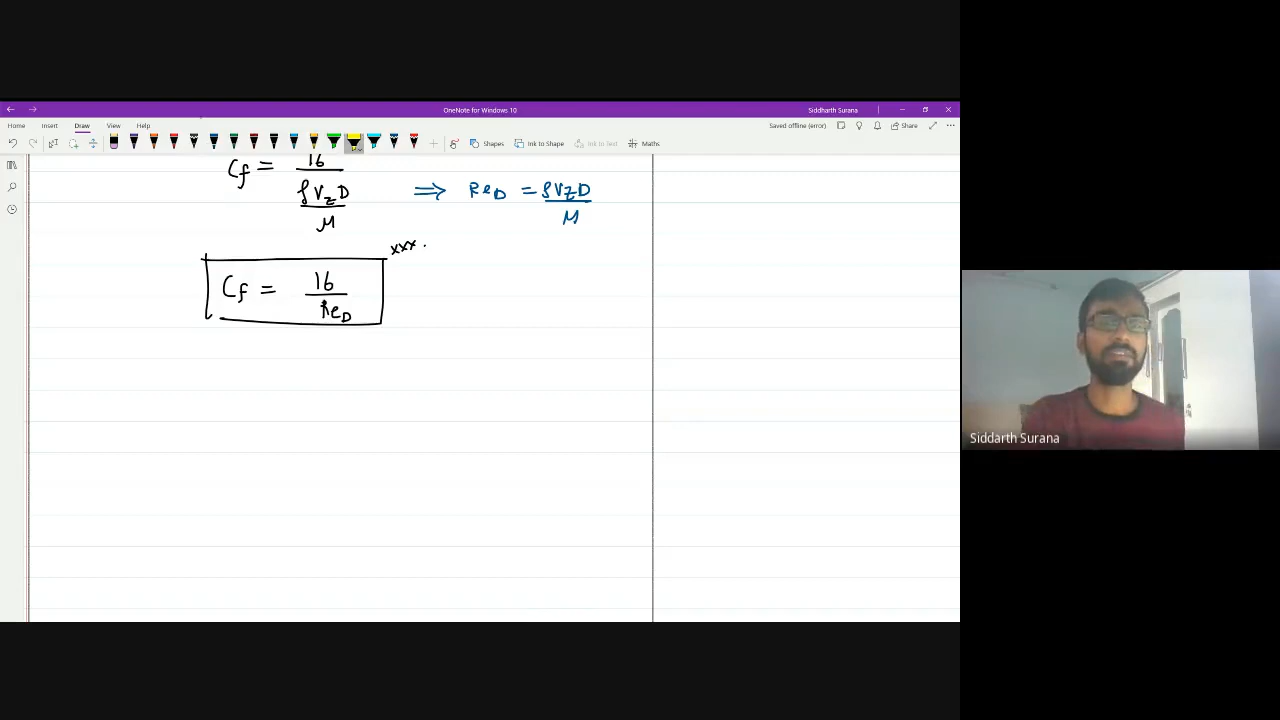 OneNote for Windows 10
Siddharth Surana
Home Insert Draw View Help
Saved offline (error)
Share
Shapes
Ink to Shape
Ink to Text
Maths
Cf = 16 / (ρVzD / μ) ⟹ ReD = ρVzD / μ
xxx.
Cf = 16 / ReD
Siddarth Surana